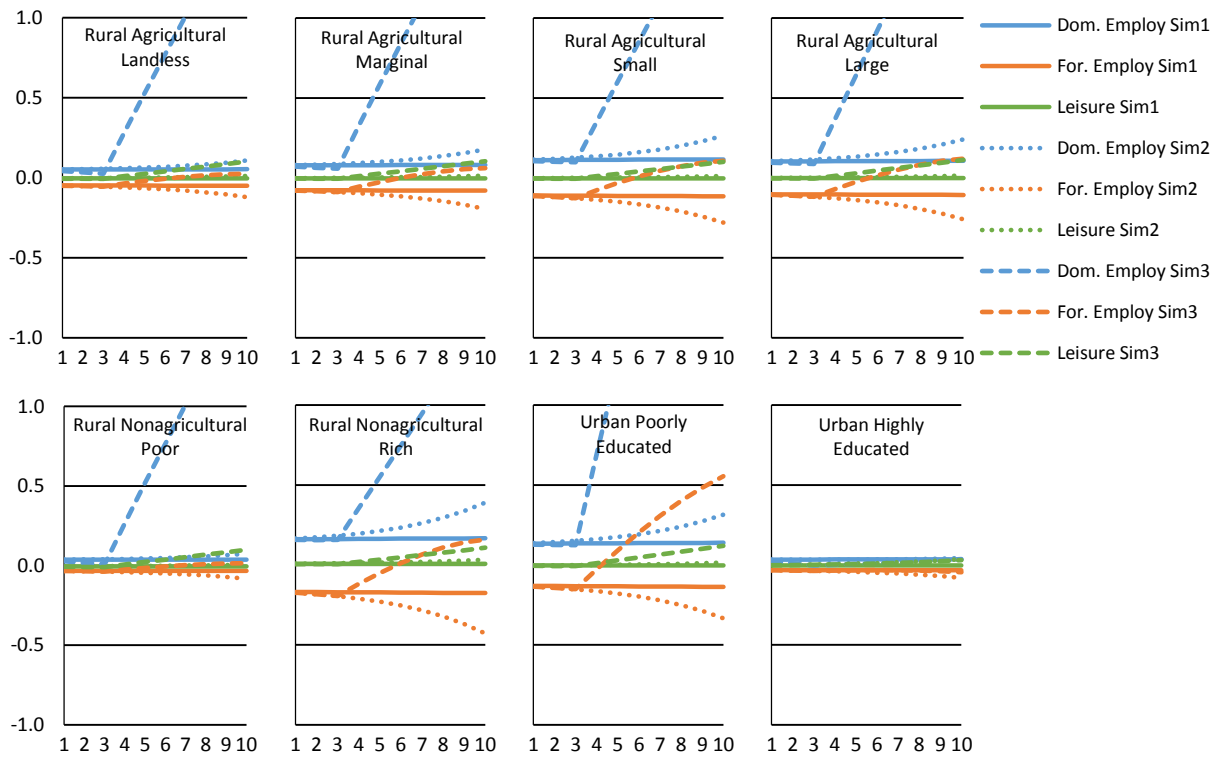 1.0
0.5
0.0
-0.5
-1.0
Rural Agricultural
Landless
1 2 3 4 5 6 7 8 9 10
Rural Agricultural
Marginal
1 2 3 4 5 6 7 8 9 10
Rural Agricultural
Small
1 2 3 4 5 6 7 8 9 10
Rural Agricultural
Large
1 2 3 4 5 6 7 8 9 10
Dom. Employ Sim1
For. Employ Sim1
Leisure Sim1
Dom. Employ Sim2
For. Employ Sim2
Leisure Sim2
Dom. Employ Sim3
For. Employ Sim3
Leisure Sim3
1.0
0.5
0.0
-0.5
-1.0
Rural Nonagricultural
Poor
1 2 3 4 5 6 7 8 9 10
Rural Nonagricultural
Rich
1 2 3 4 5 6 7 8 9 10
Urban Poorly
Educated
1 2 3 4 5 6 7 8 9 10
Urban Highly
Educated
1 2 3 4 5 6 7 8 9 10